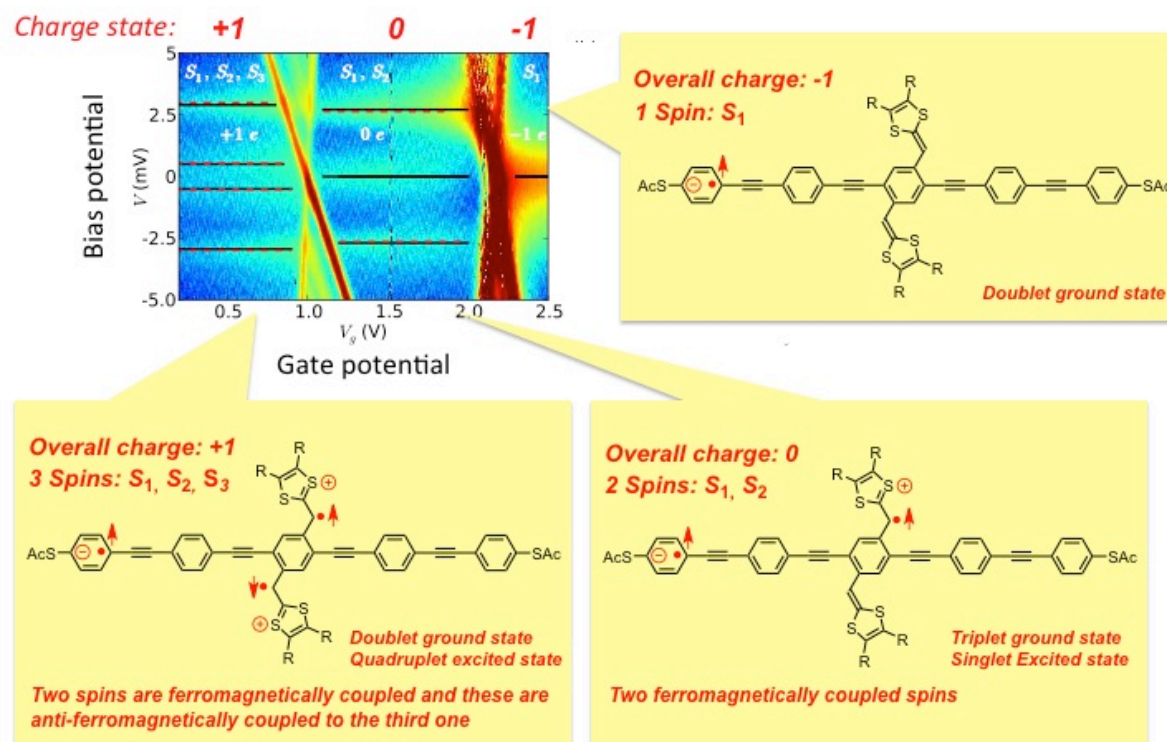 Charge state: +1 0 -1
Bias potential
V (mV)
5
2.5
0
-2.5
-5.0
S1, S2, S3
S1, S2
S1
+1 e
0 e
-1 e
0.5 1.0 1.5 2.0 2.5
Vg (V)
Gate potential
Overall charge: -1
1 Spin: S1
R
R
S
S
AcS
⊖
SAc
S
S
R
R
Doublet ground state
Overall charge: +1
3 Spins: S1, S2, S3
R
R
S
S
⊕
AcS
⊖
SAc
⊕
S
S
R
R
Doublet ground state
Quadruplet excited state
Two spins are ferromagnetically coupled and these are
anti-ferromagnetically coupled to the third one
Overall charge: 0
2 Spins: S1, S2
R
R
S
S
⊕
AcS
⊖
SAc
S
S
R
R
Triplet ground state
Singlet Excited state
Two ferromagnetically coupled spins